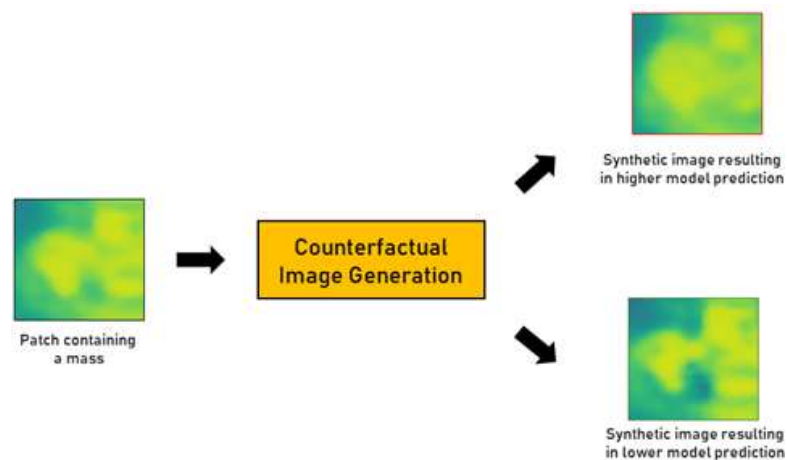 Synthetic image resulting
in higher model prediction
Counterfactual
Image Generation
Patch containing
a mass
Synthetic image resulting
in lower model prediction